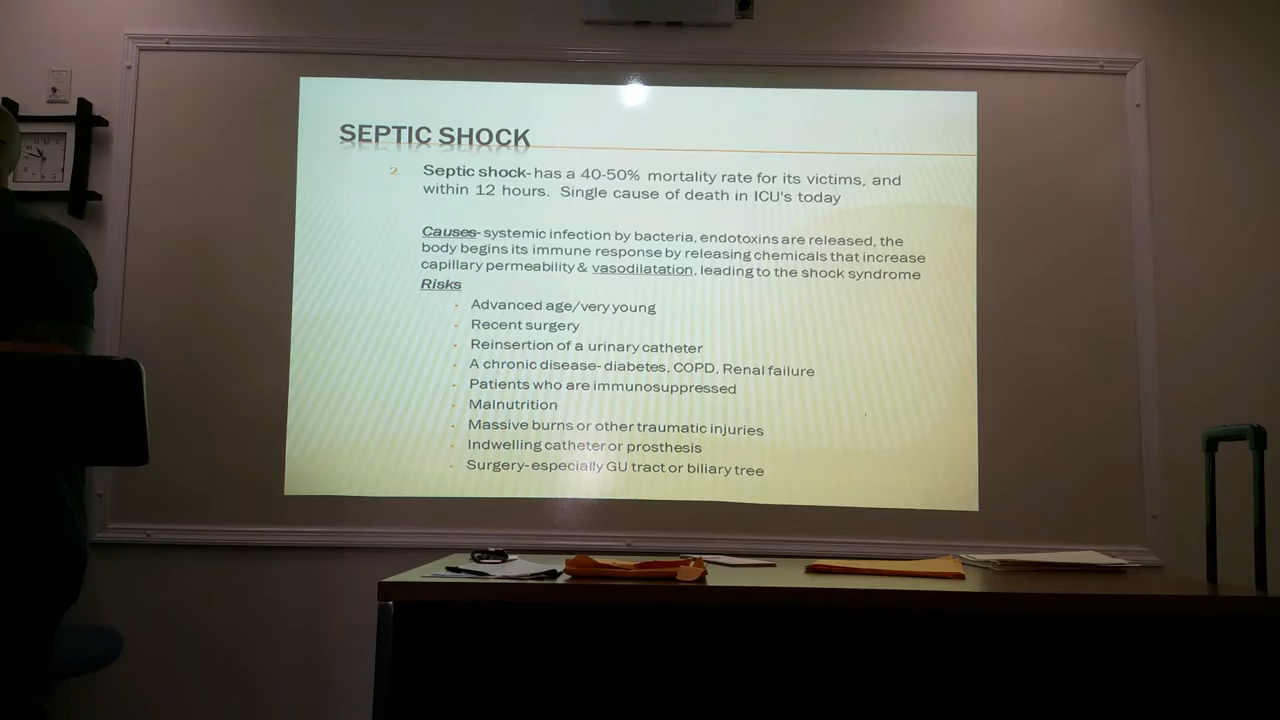 SEPTIC SHOCK
2. Septic shock- has a 40-50% mortality rate for its victims, and
within 12 hours. Single cause of death in ICU's today
Causes- systemic infection by bacteria, endotoxins are released, the
body begins its immune response by releasing chemicals that increase
capillary permeability & vasodilatation, leading to the shock syndrome
Risks
Advanced age/very young
Recent surgery
Reinsertion of a urinary catheter
A chronic disease- diabetes, COPD, Renal failure
Patients who are immunosuppressed
Malnutrition
Massive burns or other traumatic injuries
Indwelling catheter or prosthesis
Surgery- especially GU tract or biliary tree